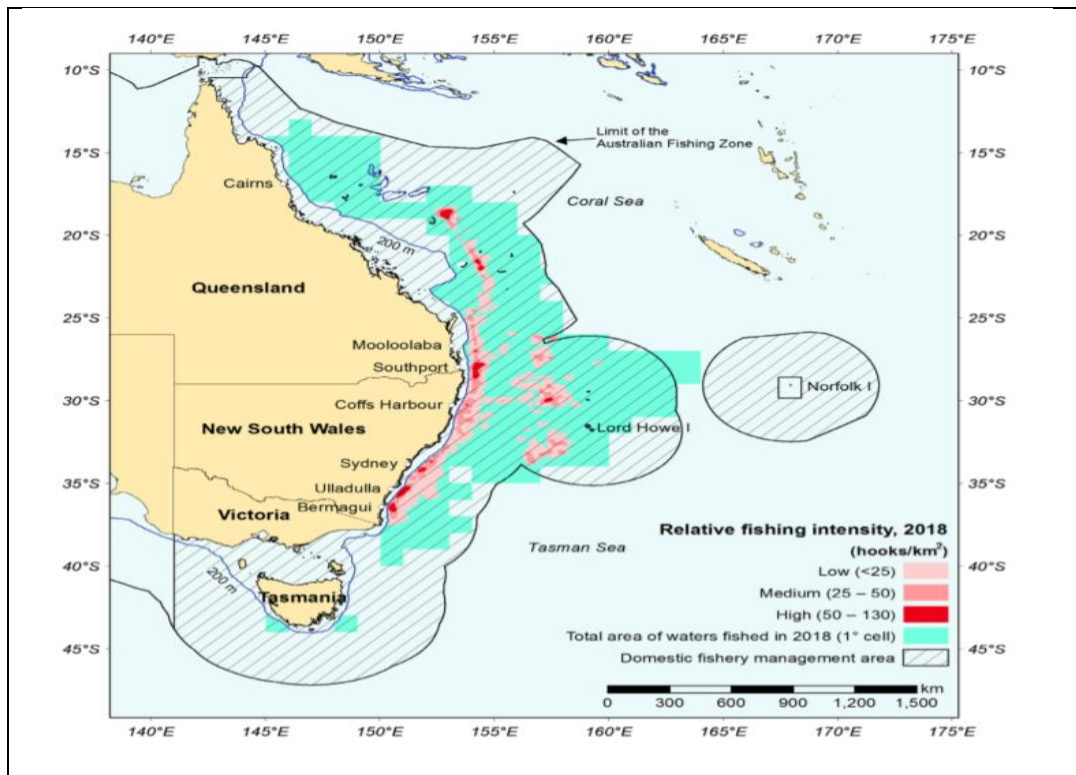 140°E 145°E 150°E 155°E 160°E 165°E 170°E 175°E
10°S 10°S
Limit of the
Australian Fishing Zone
15°S 15°S
Cairns
Coral Sea
20°S 20°S
200 m
Queensland
25°S 25°S
Mooloolaba
Southport
Norfolk I
30°S 30°S
Coffs Harbour
New South Wales
Lord Howe I
Sydney
35°S 35°S
Ulladulla
Bermagui
Victoria
Tasman Sea
40°S 40°S
200 m
Tasmania
45°S 45°S
Relative fishing intensity, 2018
(hooks/km²)
Low (<25)
Medium (25 – 50)
High (50 – 130)
Total area of waters fished in 2018 (1° cell)
Domestic fishery management area
km
0 300 600 900 1,200 1,500
140°E 145°E 150°E 155°E 160°E 165°E 170°E 175°E